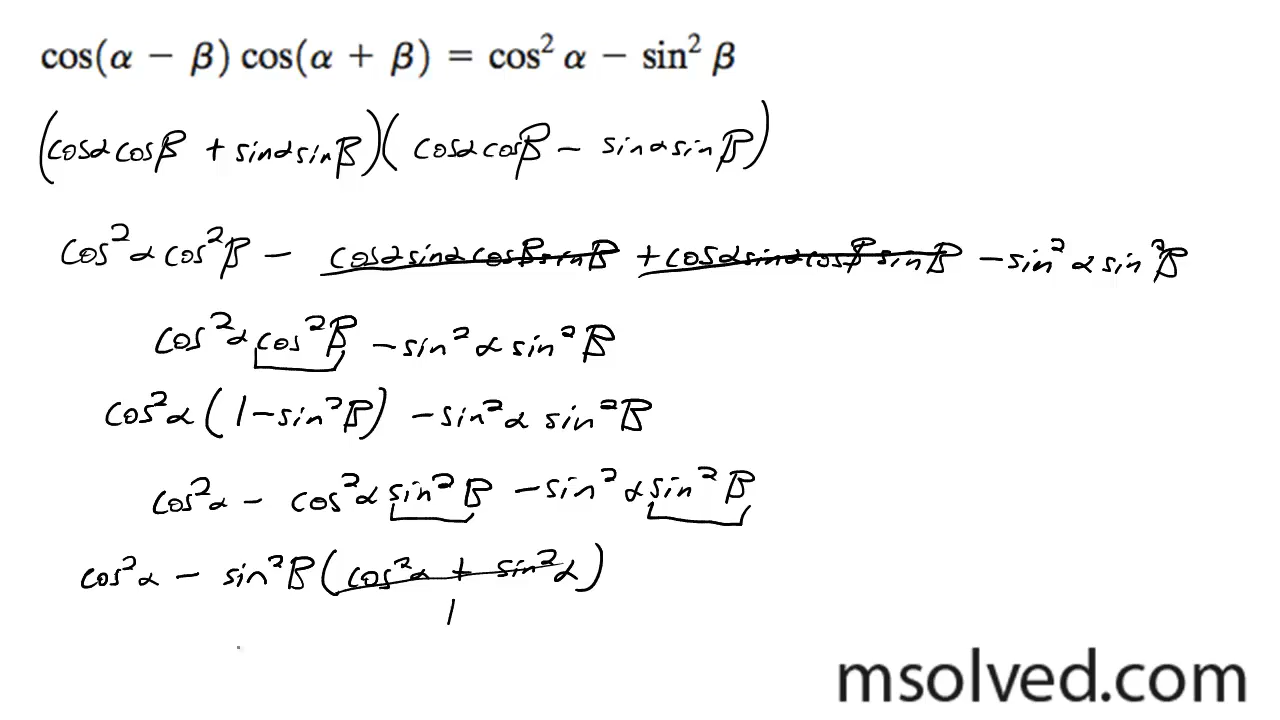 cos(α − β) cos(α + β) = cos² α − sin² β
(cosα cosβ + sinα sinβ)(cosα cosβ − sinα sinβ)
cos²α cos²β − cosα sinα cosβ sinβ + cosα sinα cosβ sinβ − sin²α sin²β
cos²α cos²β − sin²α sin²β
cos²α (1 − sin²β) − sin²α sin²β
cos²α − cos²α sin²β − sin²α sin²β
cos²α − sin²β (cos²α + sin²α)
1
msolved.com